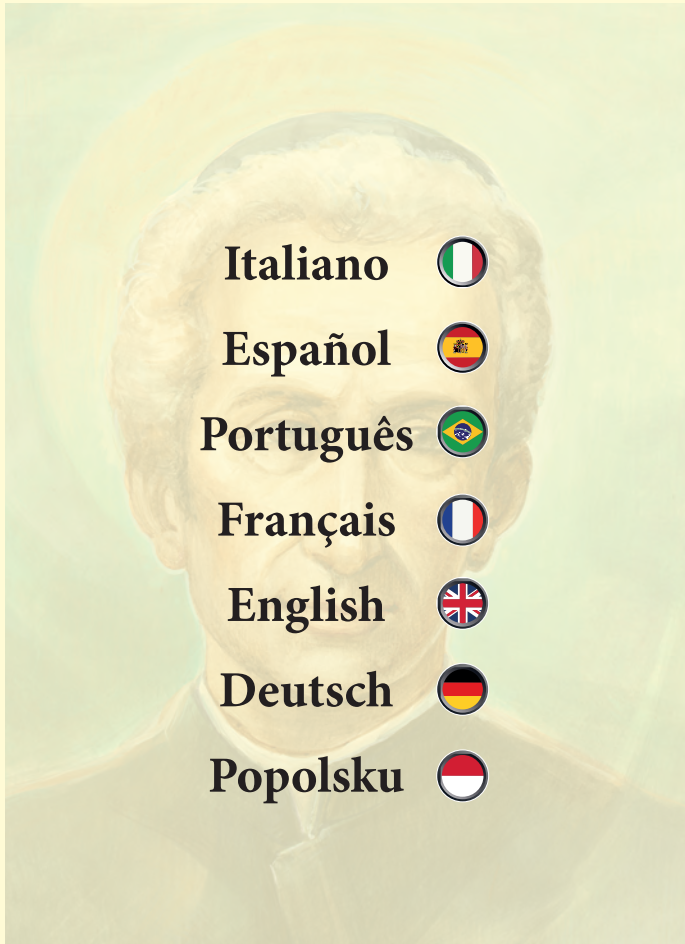 Italiano
Español
Português
Français
English
Deutsch
Popolsku